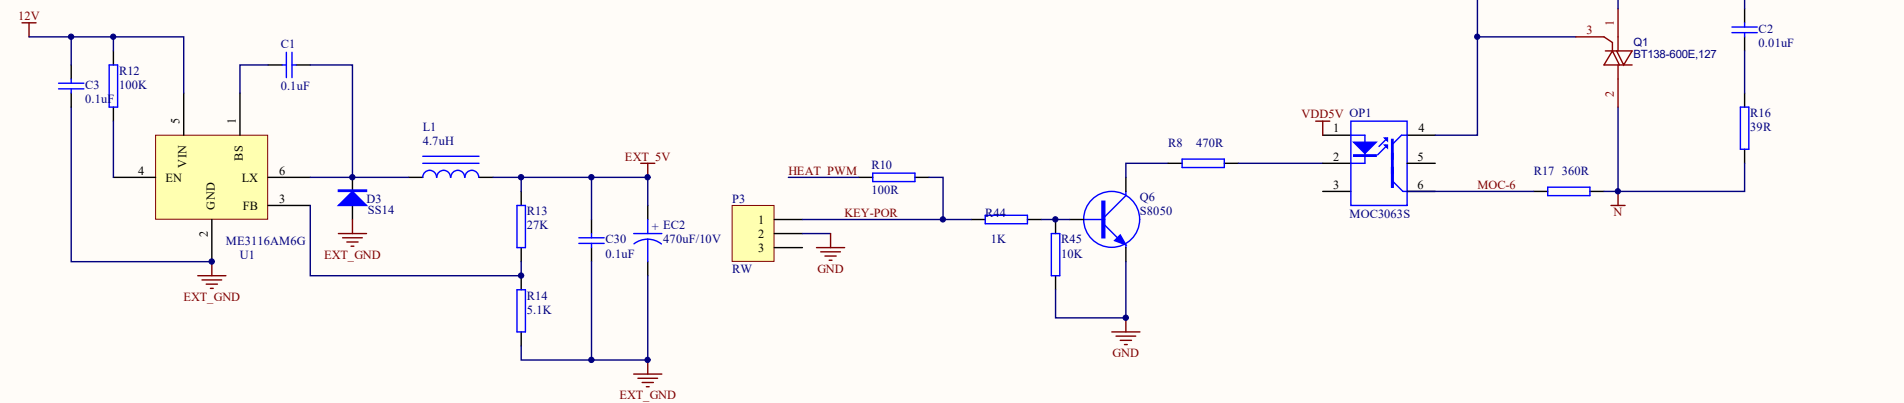 12V
C3
0.1uF
R12
100K
C1
0.1uF
5
1
VIN
BS
4
EN
LX
6
GND
FB
3
2
ME3116AM6G
U1
EXT_GND
D3
SS14
EXT_GND
L1
4.7uH
EXT_5V
R13
27K
C30
0.1uF
+
EC2
470uF/10V
R14
5.1K
EXT_GND
P3
1
2
3
RW
GND
HEAT_PWM
R10
100R
KEY-POR
R44
1K
R45
10K
Q6
S8050
GND
R8 470R
VDD5V
OP1
1
2
3
4
5
6
MOC3063S
MOC-6
R17 360R
N
3
1
2
Q1
BT138-600E,127
C2
0.01uF
R16
39R